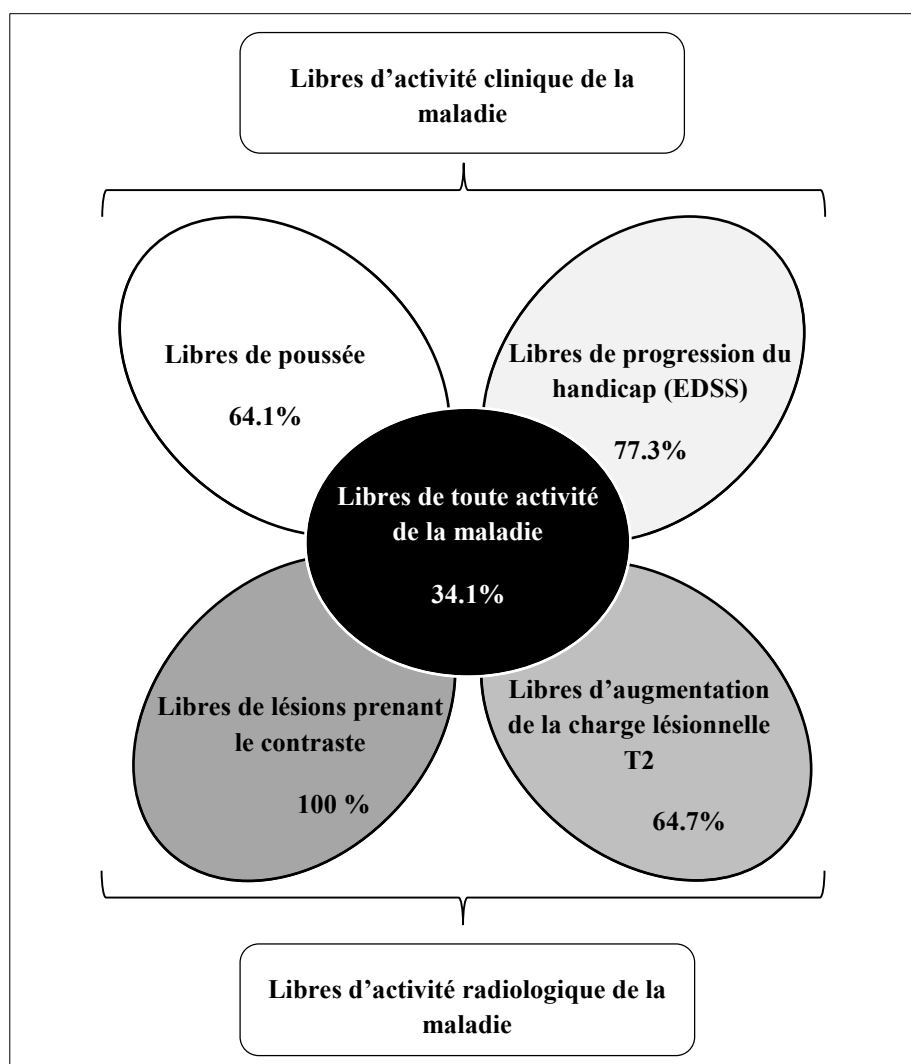 Libres d'activité clinique de la
maladie
Libres de poussée
64.1%
Libres de progression du
handicap (EDSS)
77.3%
Libres de toute activité
de la maladie
34.1%
Libres de lésions prenant
le contraste
100 %
Libres d'augmentation
de la charge lésionnelle
T2
64.7%
Libres d'activité radiologique de la
maladie